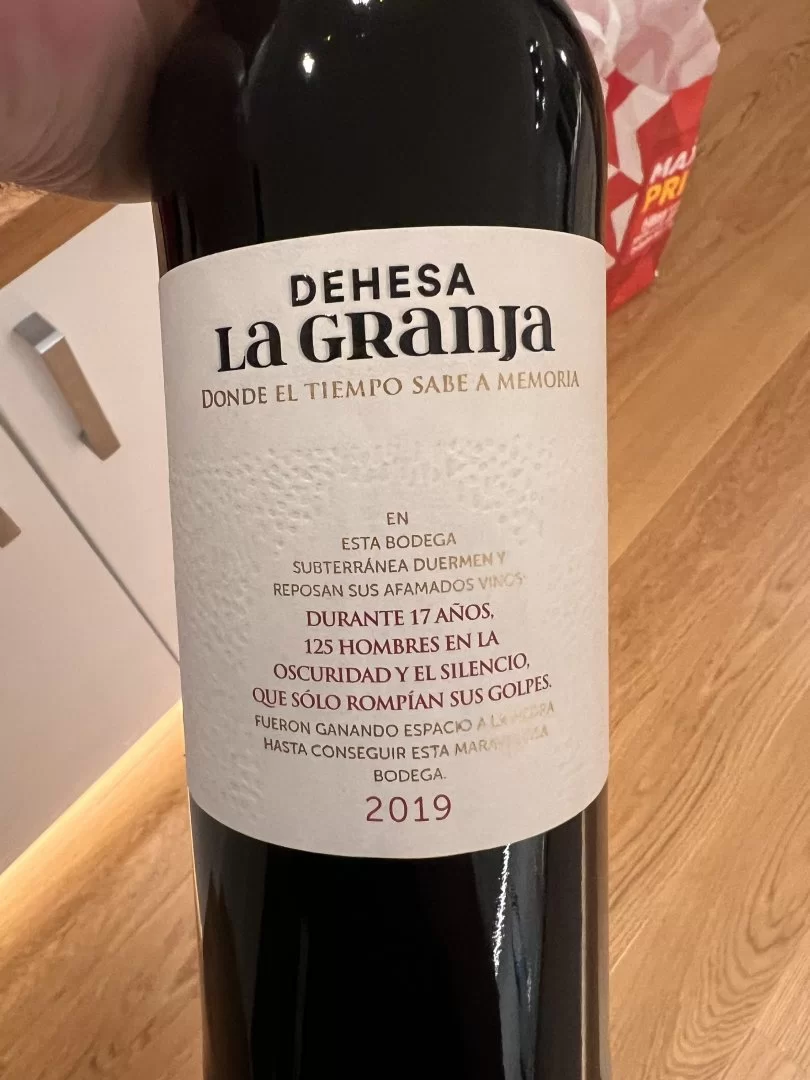 DEHESA
La GRanJa
DONDE EL TIEMPO SABE A MEMORIA
EN
ESTA BODEGA
SUBTERRÁNEA DUERMEN Y
REPOSAN SUS AFAMADOS VINOS
DURANTE 17 AÑOS,
125 HOMBRES EN LA
OSCURIDAD Y EL SILENCIO,
QUE SÓLO ROMPÍAN SUS GOLPES.
FUERON GANANDO ESPACIO A LA
HASTA CONSEGUIR ESTA
BODEGA.
2019